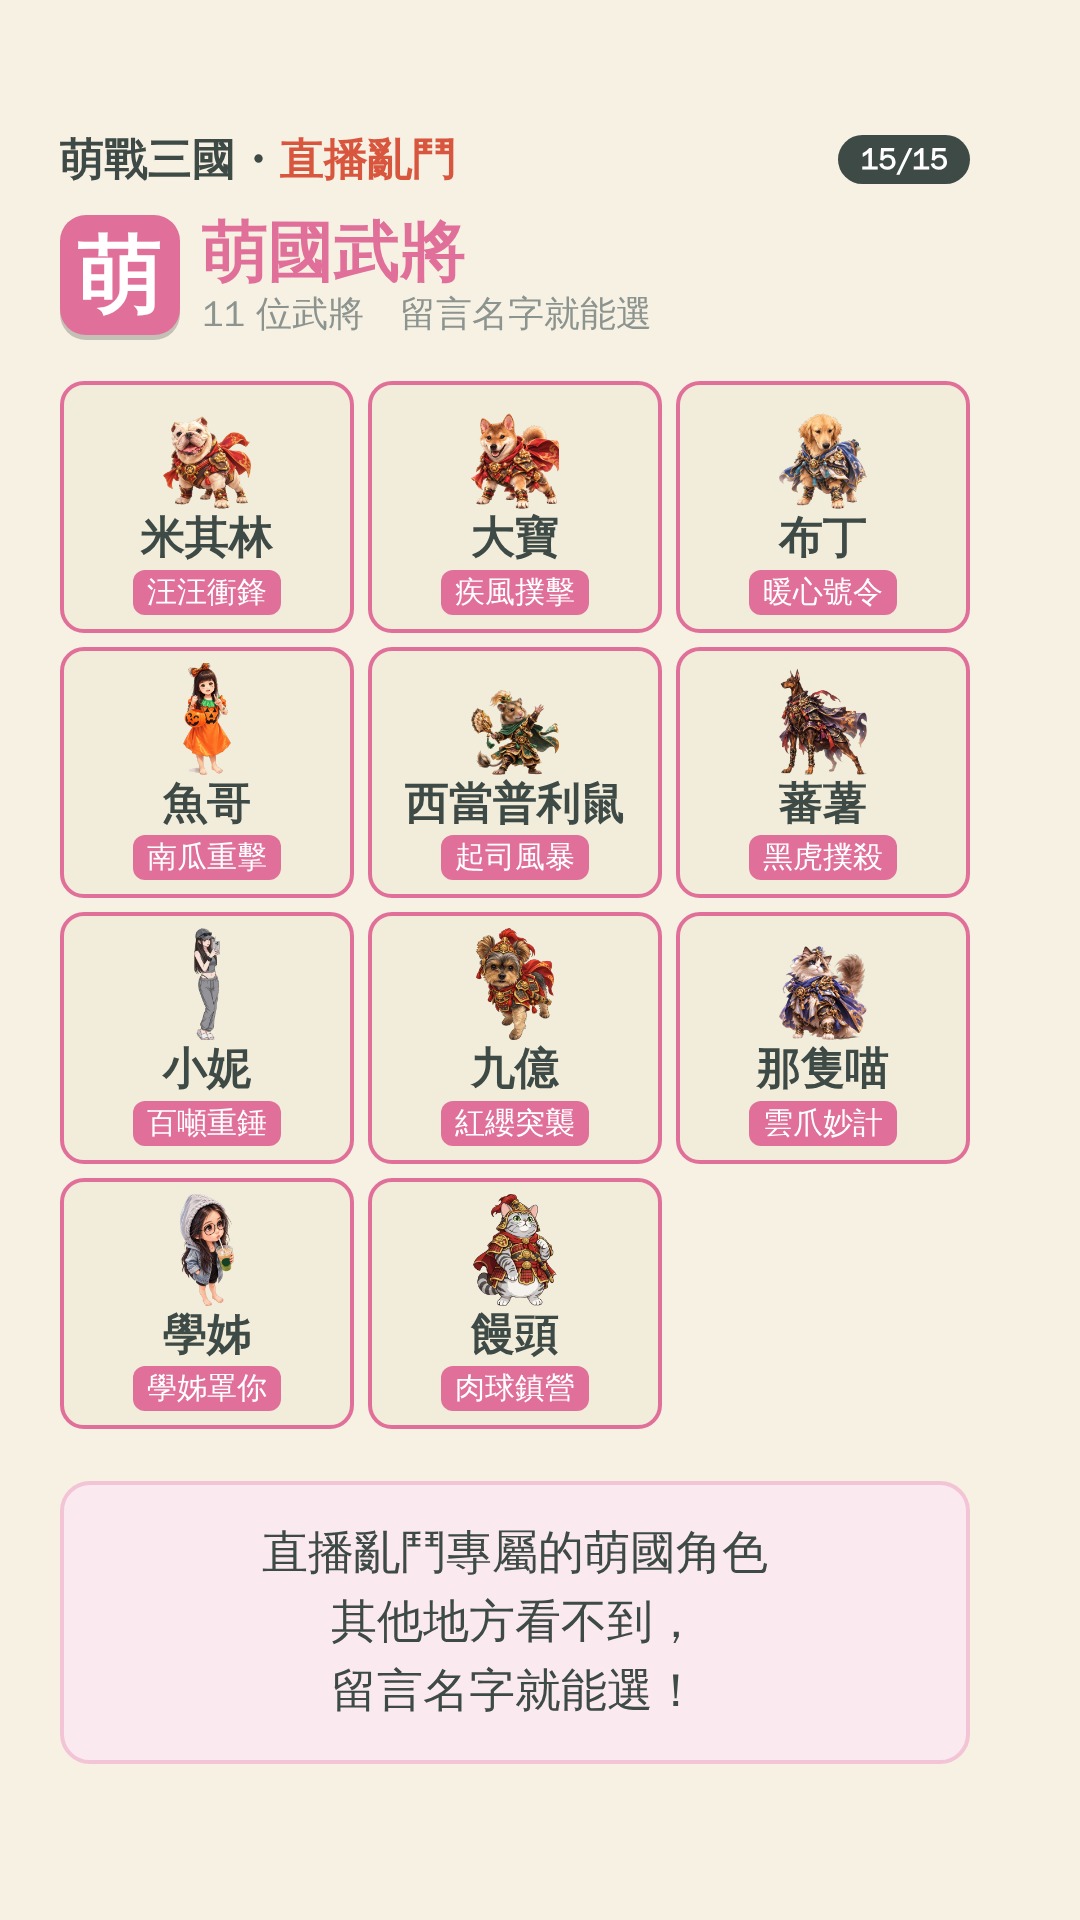 萌戰三國・直播亂鬥
15/15
萌
萌國武將
11 位武將　留言名字就能選
米其林
汪汪衝鋒
大寶
疾風撲擊
布丁
暖心號令
魚哥
南瓜重擊
西當普利鼠
起司風暴
蕃薯
黑虎撲殺
小妮
百噸重錘
九億
紅纓突襲
那隻喵
雲爪妙計
學姊
學姊罩你
饅頭
肉球鎮營
直播亂鬥專屬的萌國角色
其他地方看不到，
留言名字就能選！